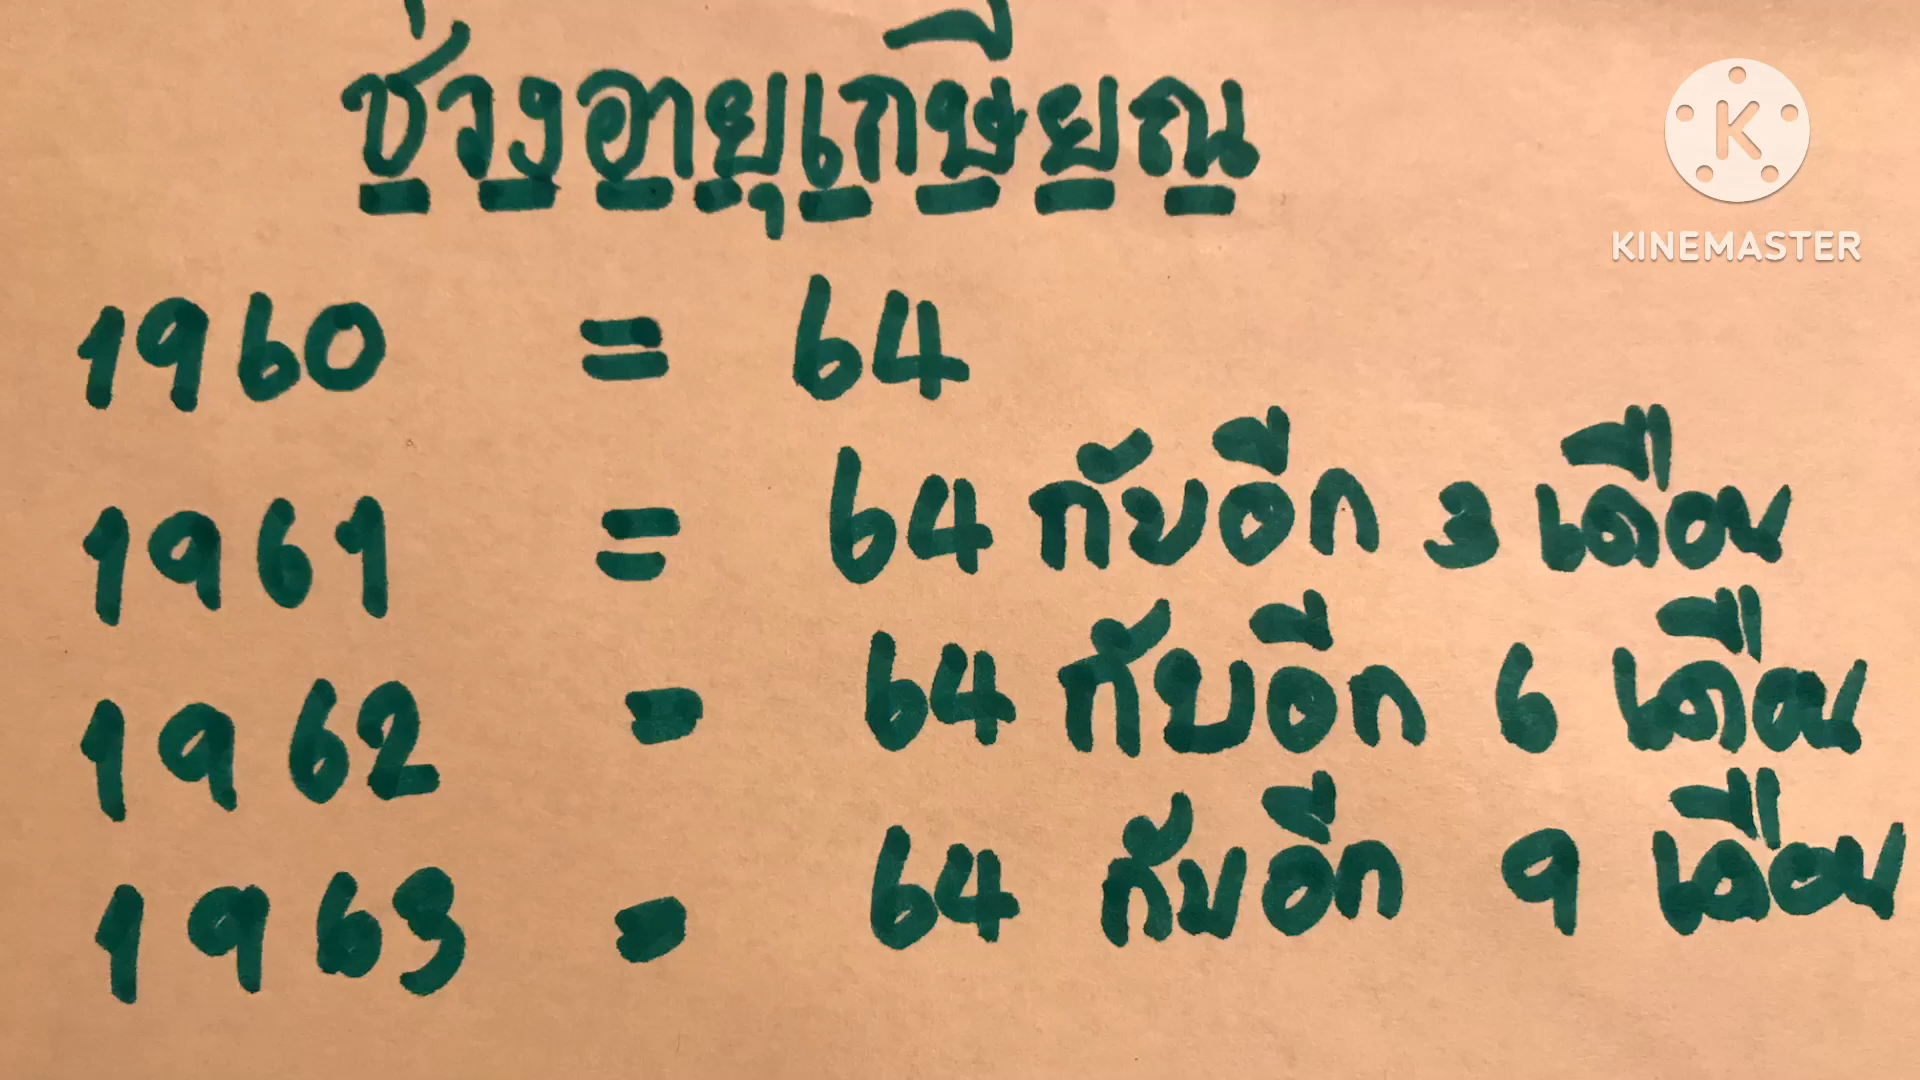 ช่วงอายุเกษียณ
K
KINEMASTER
1960 = 64
1961 = 64 กับอีก 3 เดือน
1962 = 64 กับอีก 6 เดือน
1963 - 64 กับอีก 9 เดือน